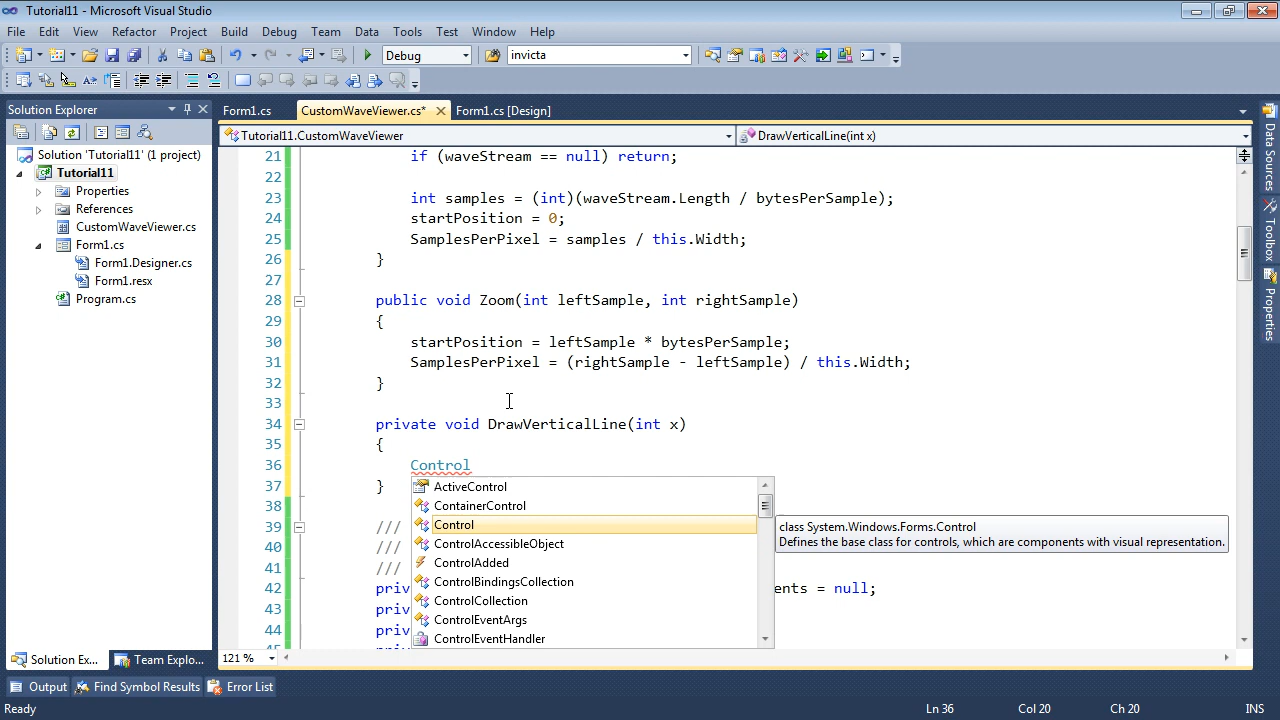 Tutorial11 - Microsoft Visual Studio
File Edit View Refactor Project Build Debug Team Data Tools Test Window Help
Debug invicta
Solution Explorer
Form1.cs CustomWaveViewer.cs* Form1.cs [Design]
Tutorial11.CustomWaveViewer DrawVerticalLine(int x)
Solution 'Tutorial11' (1 project)
Tutorial11
Properties
References
CustomWaveViewer.cs
Form1.cs
Form1.Designer.cs
Form1.resx
Program.cs
21 if (waveStream == null) return;
22
23 int samples = (int)(waveStream.Length / bytesPerSample);
24 startPosition = 0;
25 SamplesPerPixel = samples / this.Width;
26 }
27
28 public void Zoom(int leftSample, int rightSample)
29 {
30 startPosition = leftSample * bytesPerSample;
31 SamplesPerPixel = (rightSample - leftSample) / this.Width;
32 }
33
34 private void DrawVerticalLine(int x)
35 {
36 Control
37 }
38
39 ///
40 ///
41 ///
42 priv ents = null;
43 priv
44 priv
ActiveControl
ContainerControl
Control
ControlAccessibleObject
ControlAdded
ControlBindingsCollection
ControlCollection
ControlEventArgs
ControlEventHandler
class System.Windows.Forms.Control
Defines the base class for controls, which are components with visual representation.
Data Sources
Toolbox
Properties
121 %
Solution Ex... Team Explo...
Output Find Symbol Results Error List
Ready Ln 36 Col 20 Ch 20 INS